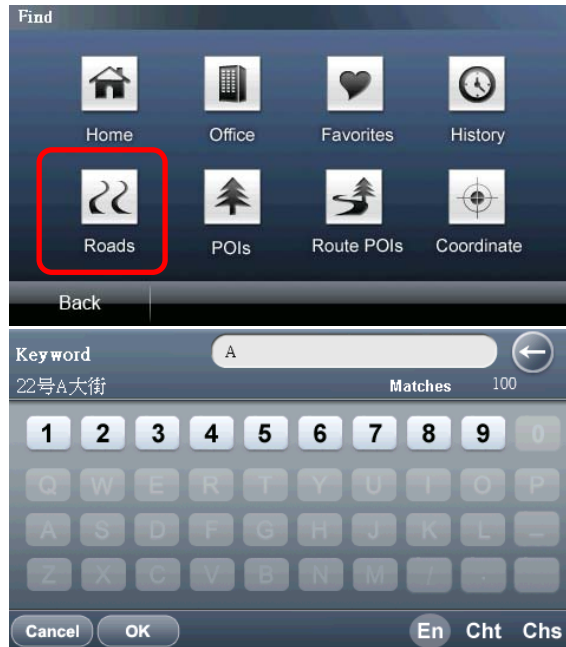 Find
Home Office Favorites History
Roads POIs Route POIs Coordinate
Back
Keyword A
22号A大街 Matches 100
1 2 3 4 5 6 7 8 9 0
Q W E R T Y U I O P
A S D F G H J K L _
Z X C V B N M / .
Cancel OK En Cht Chs